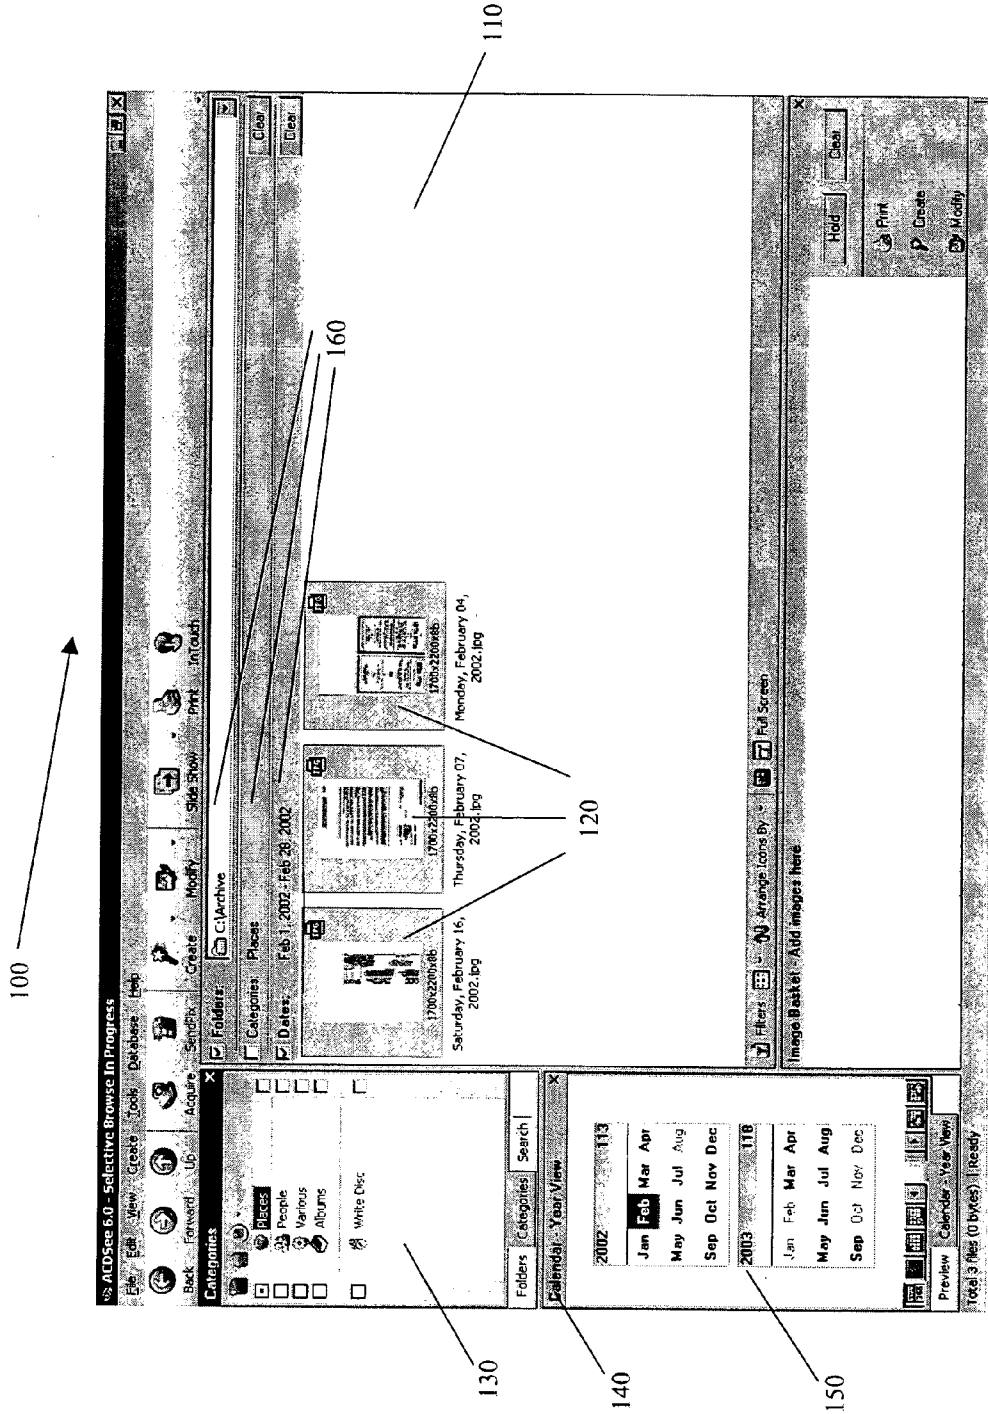 100
ACDSee 6.0 - Selective Browse In Progress
File Edit View Create Tools Database Help
Back Forward Up Acquire SendPix Create Modify Slide Show Print InTouch
Categories
Places
People
Various
Albums
Write Disc
Folders Categories Search
Folders: C:\Archive
Categories: Places Clear
Dates: Feb 1, 2002 - Feb 28, 2002 Clear
JPG JPG JPG
1700x2200x8b 1700x2200x8b 1700x2200x8b
Saturday, February 16, 2002.jpg
Thursday, February 07, 2002.jpg
Monday, February 04, 2002.jpg
160
110
120
130
140
150
Calendar - Year View
2002 113
Jan Feb Mar Apr
May Jun Jul Aug
Sep Oct Nov Dec
2003 118
Jan Feb Mar Apr
May Jun Jul Aug
Sep Oct Nov Dec
Preview Calendar - Year View
Filters Arrange Icons By Full Screen
Image Basket - Add images here
Hold Clear
Print
Create
Modify
Total 3 files (0 bytes) Ready